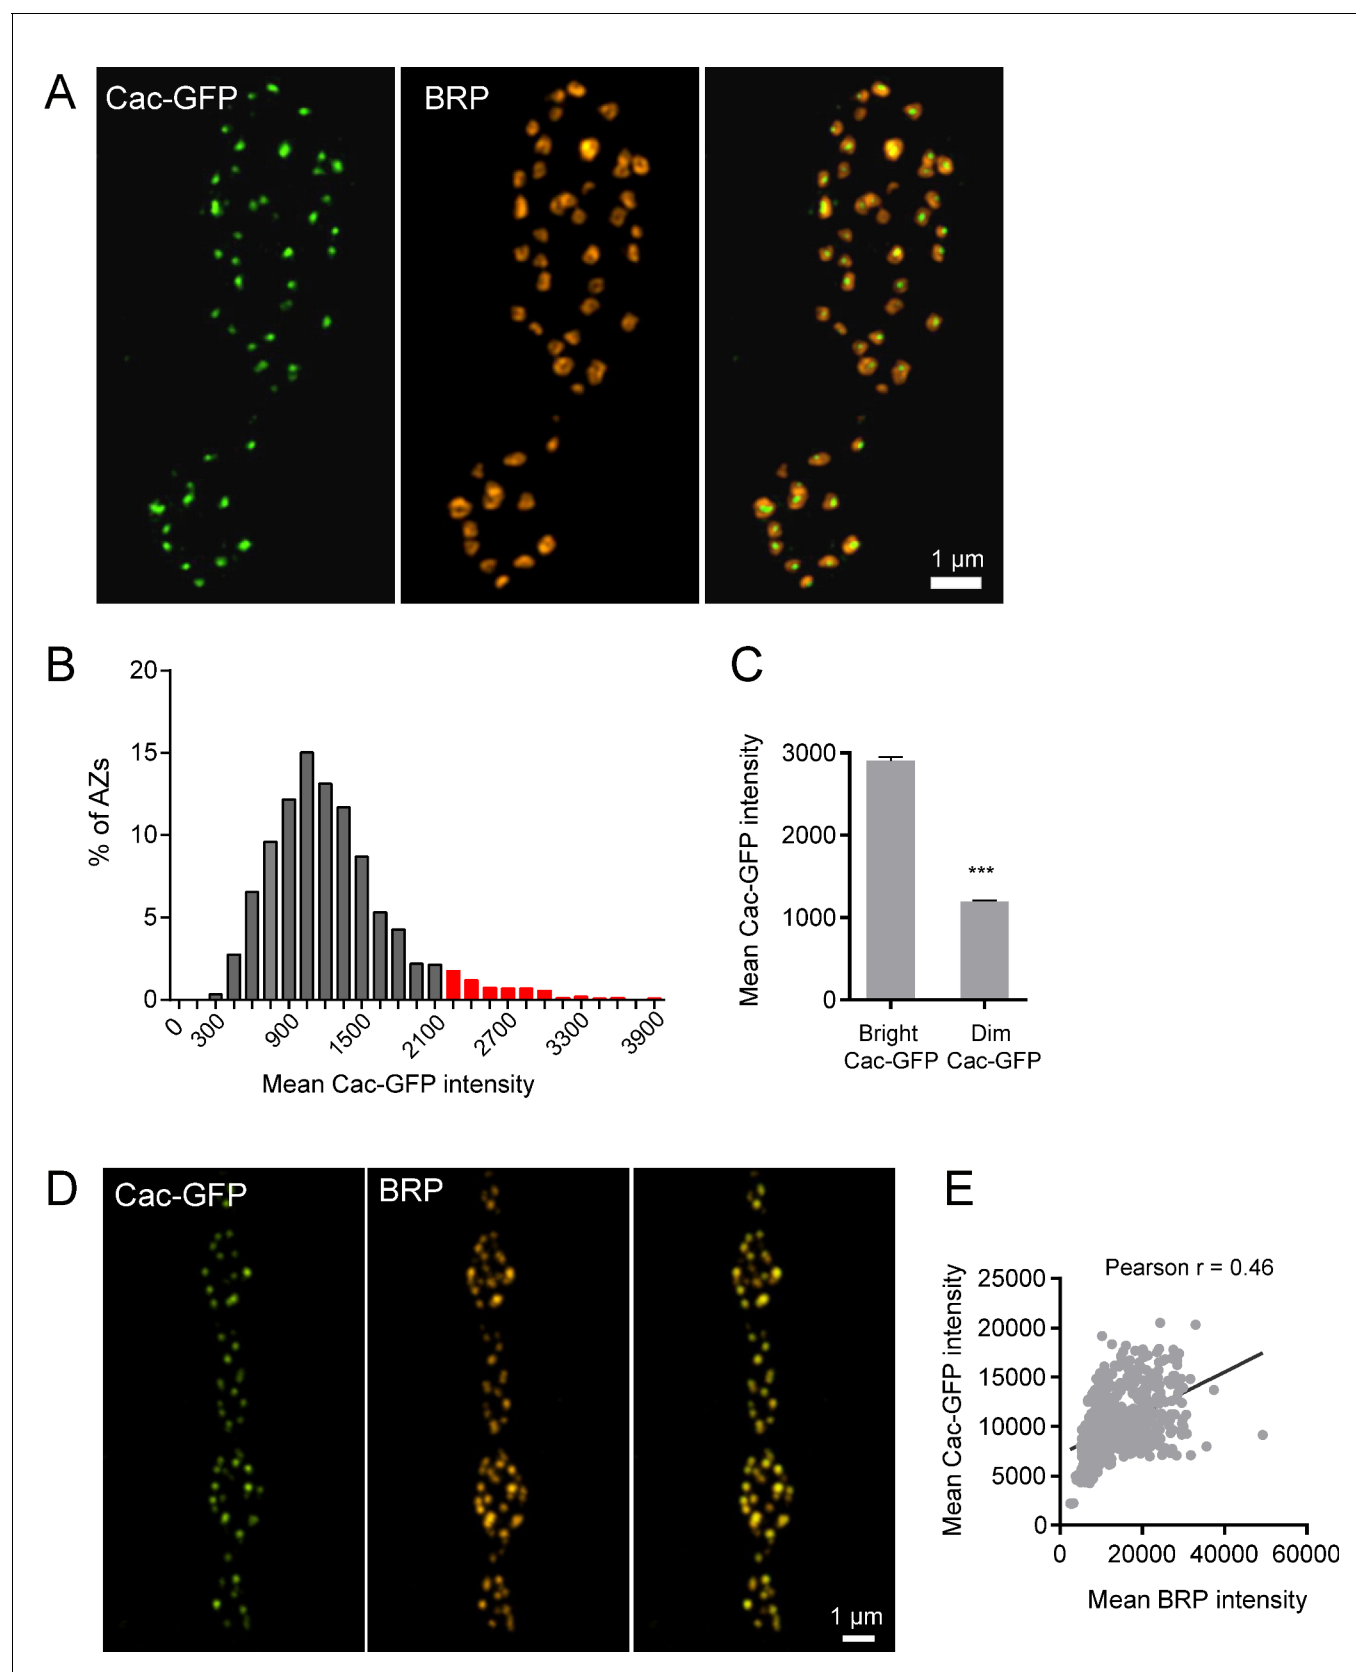 A
Cac-GFP
BRP
1 μm
B
20
15
10
5
0
% of AZs
0
300
900
1500
2100
2700
3300
3900
Mean Cac-GFP intensity
C
3000
2000
1000
0
Mean Cac-GFP intensity
***
Bright
Cac-GFP
Dim
Cac-GFP
D
Cac-GFP
BRP
1 μm
E
Pearson r = 0.46
25000
20000
15000
10000
5000
0
Mean Cac-GFP intensity
0
20000
40000
60000
Mean BRP intensity